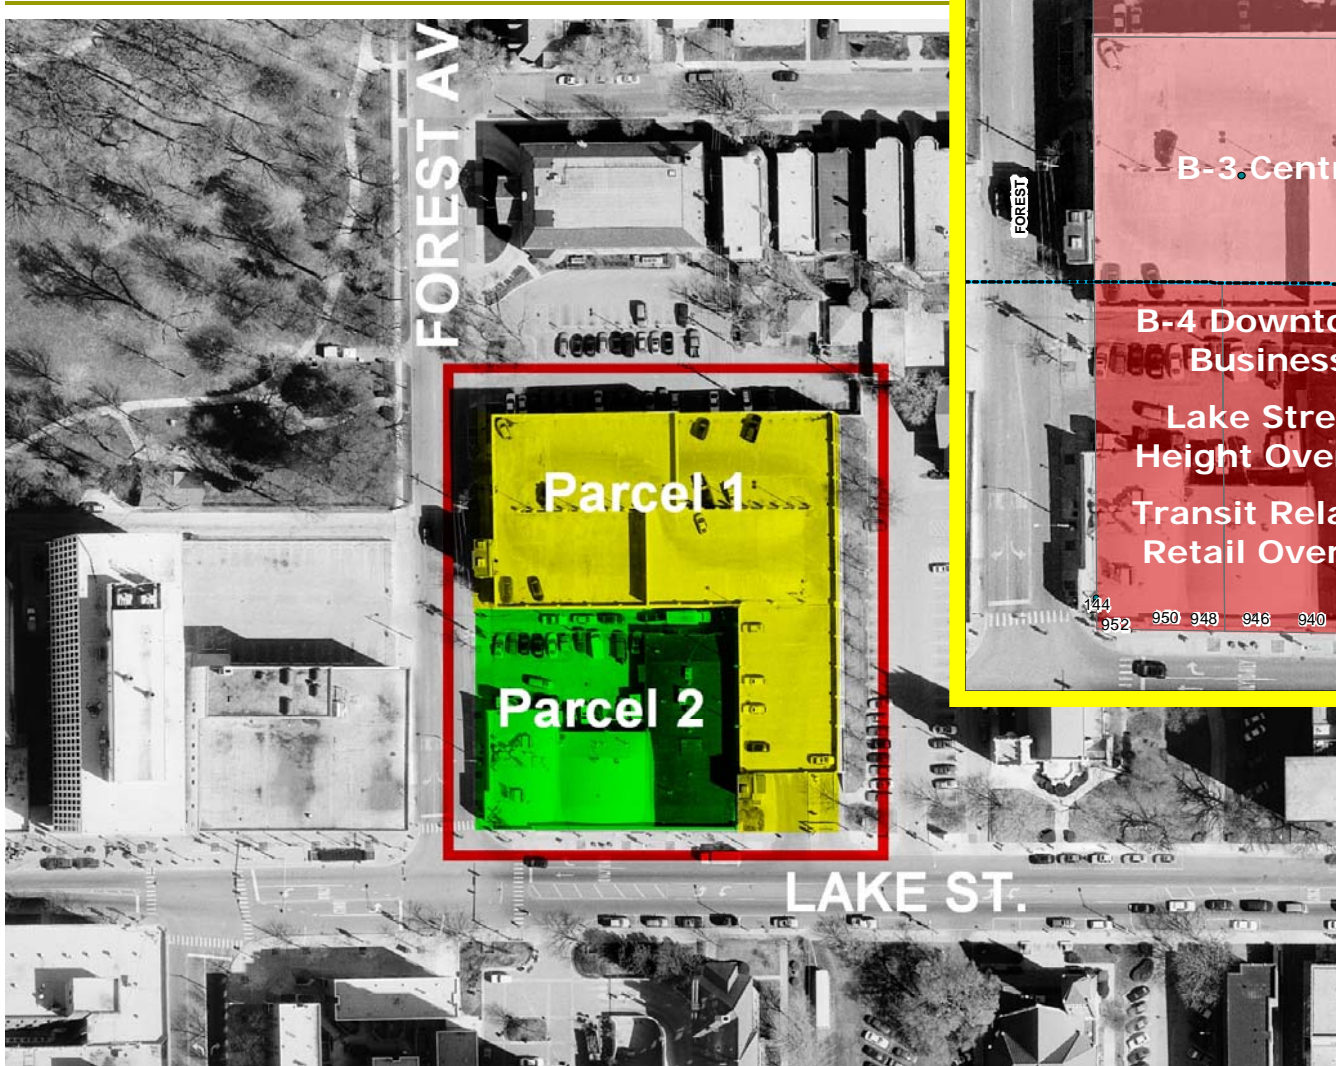 FOREST AV
Parcel 1
Parcel 2
LAKE ST.
FOREST
B-3 Centr
B-4 Downto
Business
Lake Stre
Height Over
Transit Rela
Retail Over
144
952 950 948 946 940